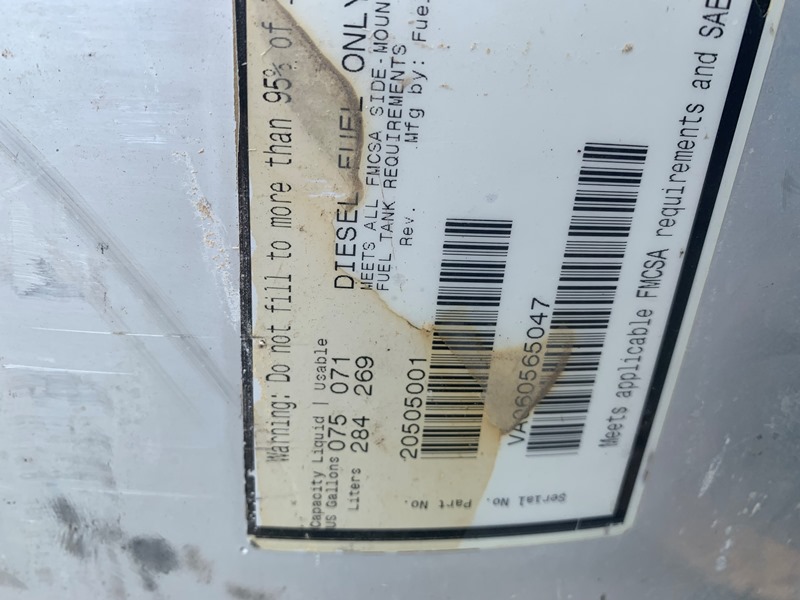 Warning: Do not fill to more than 95% of
Capacity Liquid | Usable
US Gallons 075 071
Liters 284 269
DIESEL FUEL ONLY
MEETS ALL FMCSA SIDE-MOUN
FUEL TANK REQUIREMENTS
Rev. Mfg by: Fue
20505001
Part No.
VA060565047
Serial No.
Meets applicable FMCSA requirements and SAE